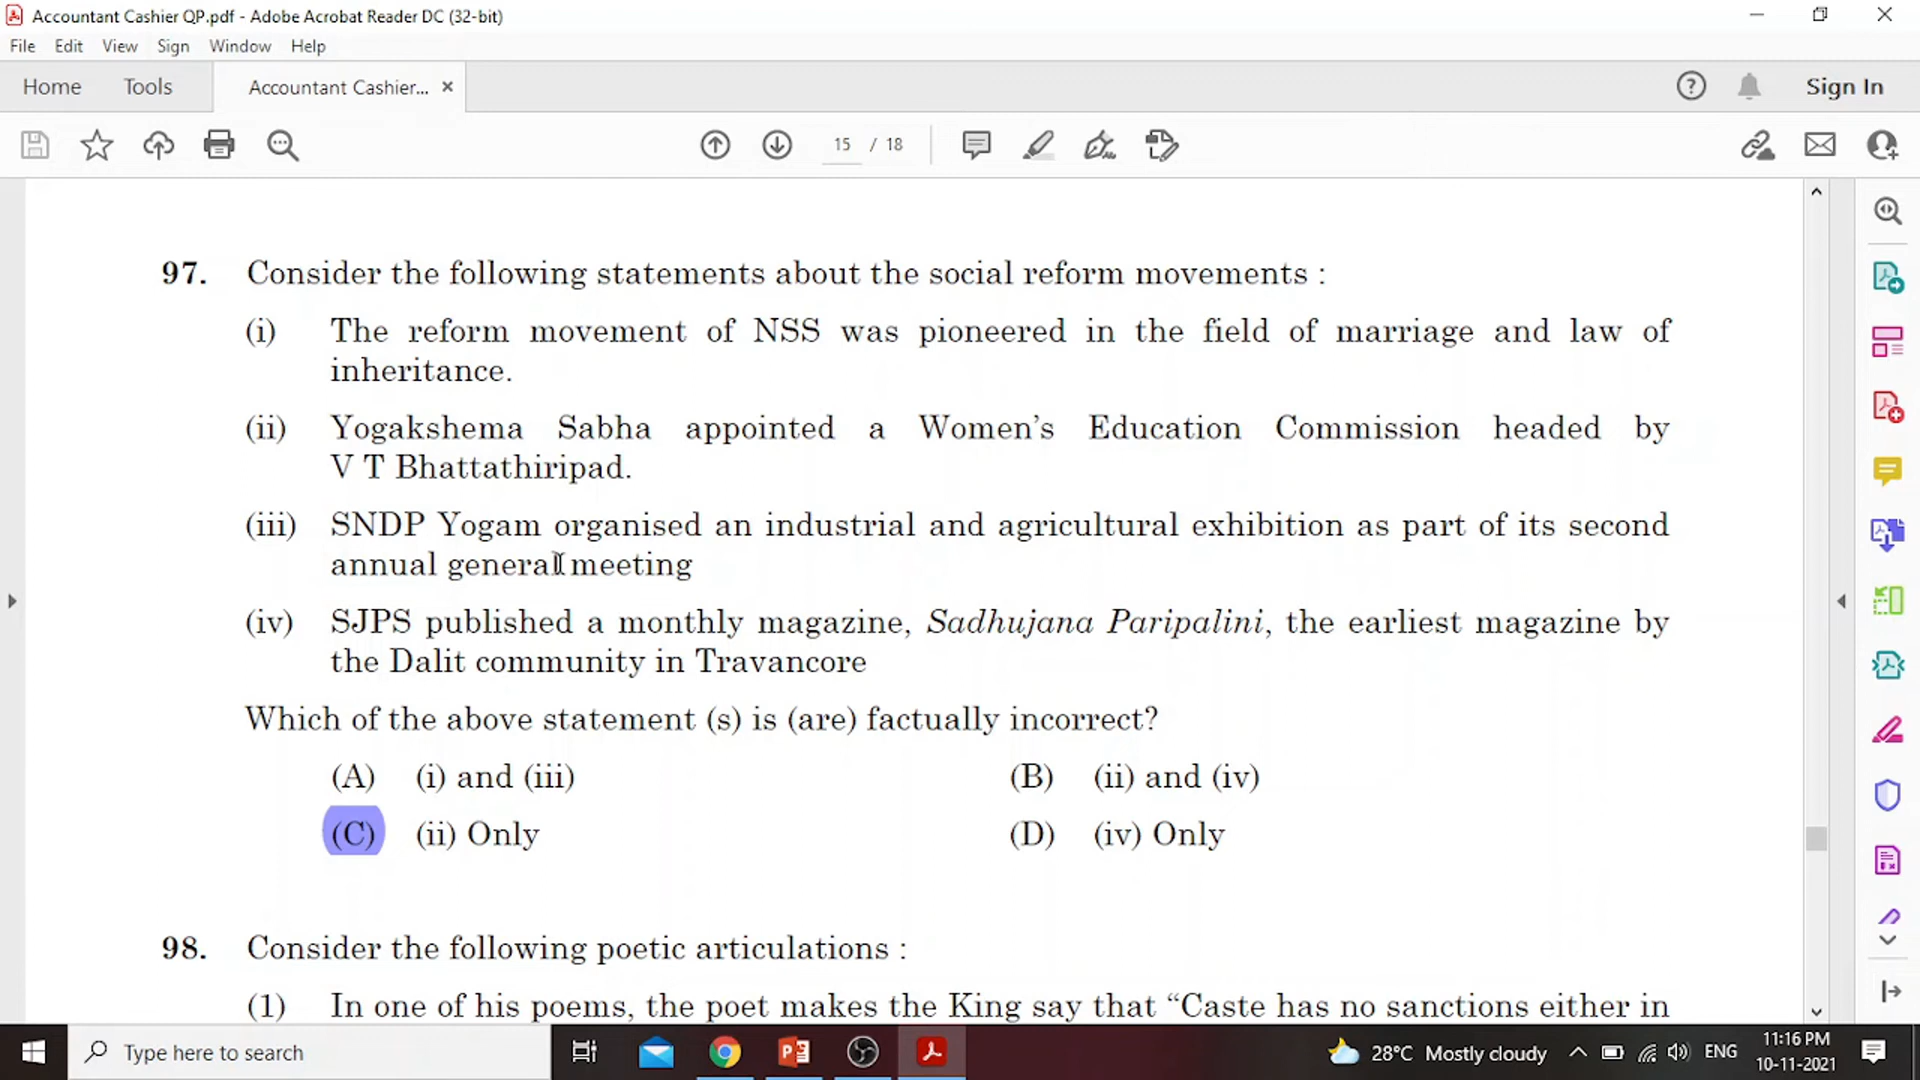 Accountant Cashier QP.pdf - Adobe Acrobat Reader DC (32-bit)
File Edit View Sign Window Help
Home Tools Accountant Cashier... × Sign In
15 / 18
97. Consider the following statements about the social reform movements :
(i) The reform movement of NSS was pioneered in the field of marriage and law of
inheritance.
(ii) Yogakshema Sabha appointed a Women's Education Commission headed by
V T Bhattathiripad.
(iii) SNDP Yogam organised an industrial and agricultural exhibition as part of its second
annual general meeting
(iv) SJPS published a monthly magazine, Sadhujana Paripalini, the earliest magazine by
the Dalit community in Travancore
Which of the above statement (s) is (are) factually incorrect?
(A) (i) and (iii) (B) (ii) and (iv)
(C) (ii) Only (D) (iv) Only
98. Consider the following poetic articulations :
(1) In one of his poems, the poet makes the King say that “Caste has no sanctions either in
Type here to search
28°C Mostly cloudy ENG
11:16 PM
10-11-2021